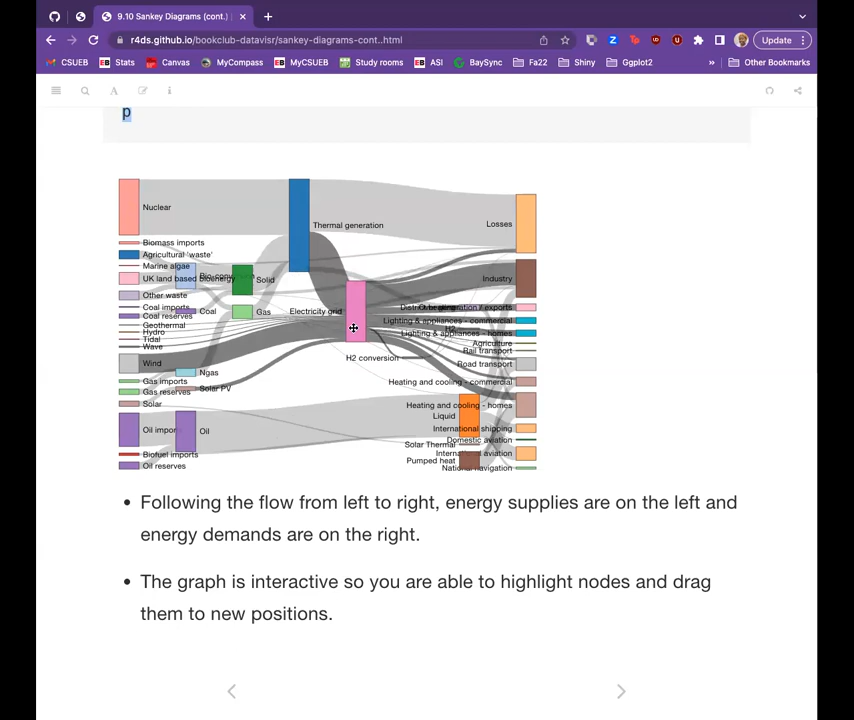 9.10 Sankey Diagrams (cont.)
r4ds.github.io/bookclub-datavisr/sankey-diagrams-cont..html
Update
CSUEB
Stats
Canvas
MyCompass
MyCSUEB
Study rooms
ASI
BaySync
Fa22
Shiny
Ggplot2
Other Bookmarks
p
Nuclear
Thermal generation
Losses
Biomass imports
Agricultural 'waste'
Marine algae
UK land based bioenergy
Solid
Industry
Other waste
Coal imports
Coal reserves
Coal
Gas
Electricity grid
Geothermal
Hydro
Tidal
Wave
Lighting & appliances - commercial
Lighting & appliances - homes
H2
Agriculture
Rail transport
Wind
H2 conversion
Road transport
Ngas
Gas imports
Gas reserves
Solar PV
Heating and cooling - commercial
Solar
Heating and cooling - homes
Liquid
Oil imports
Oil
International shipping
Domestic aviation
Solar Thermal
International aviation
Biofuel imports
Oil reserves
Pumped heat
National navigation
• Following the flow from left to right, energy supplies are on the left and
energy demands are on the right.
• The graph is interactive so you are able to highlight nodes and drag
them to new positions.